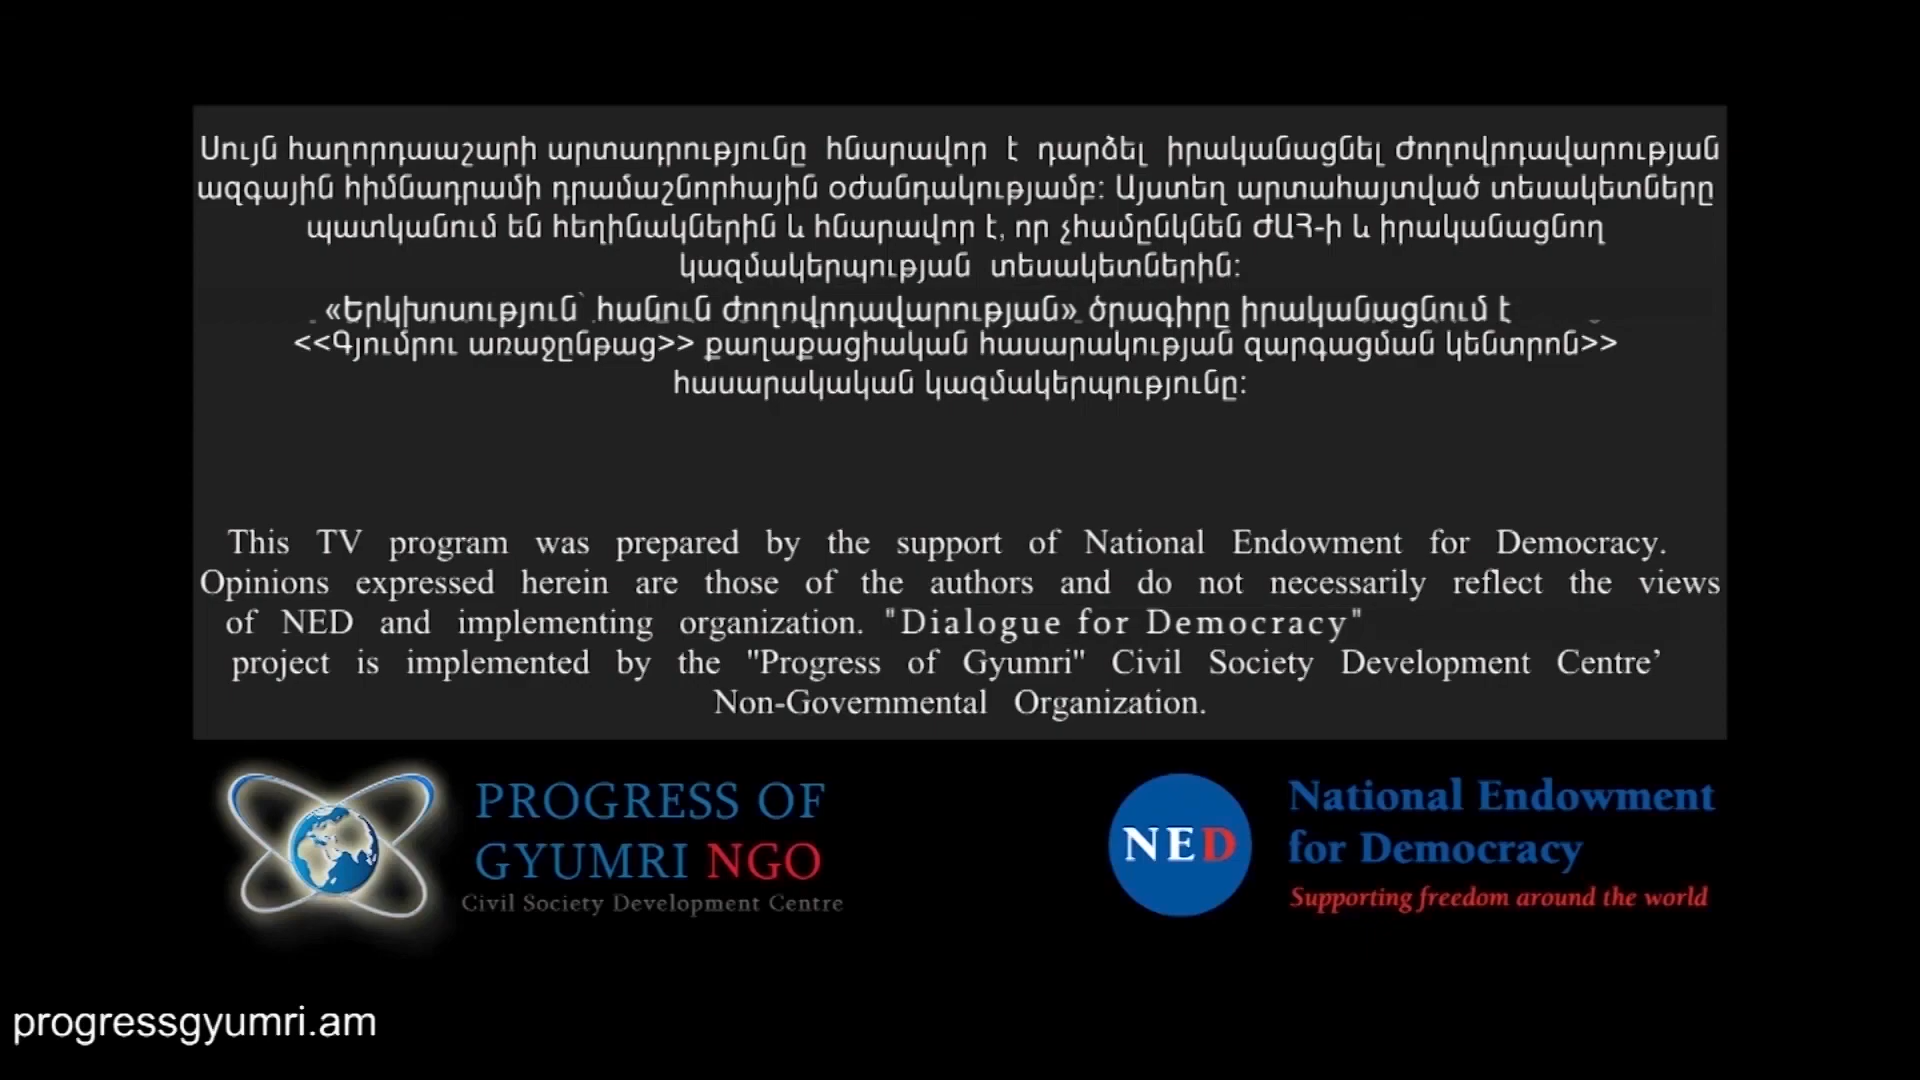 Սույն հաղորդաաշարի արտադրությունը հնարավոր է դարձել իրականացնել Ժողովրդավարության
ազգային հիմնադրամի դրամաշնորհային օժանդակությամբ: Այստեղ արտահայտված տեսակետները
պատկանում են հեղինակներին և հնարավոր է, որ չհամընկնեն ԺԱՀ-ի և իրականացնող
կազմակերպության տեսակետներին:
«Երկխոսություն՝ հանուն ժողովրդավարության» ծրագիրը իրականացնում է
<<Գյումրու առաջընթաց>> քաղաքացիական հասարակության զարգացման կենտրոն>>
հասարակական կազմակերպությունը:
This TV program was prepared by the support of National Endowment for Democracy.
Opinions expressed herein are those of the authors and do not necessarily reflect the views
of NED and implementing organization. "Dialogue for Democracy"
project is implemented by the "Progress of Gyumri" Civil Society Development Centre’
Non-Governmental Organization.
PROGRESS OF
GYUMRI NGO
Civil Society Development Centre
NED
National Endowment
for Democracy
Supporting freedom around the world
progressgyumri.am